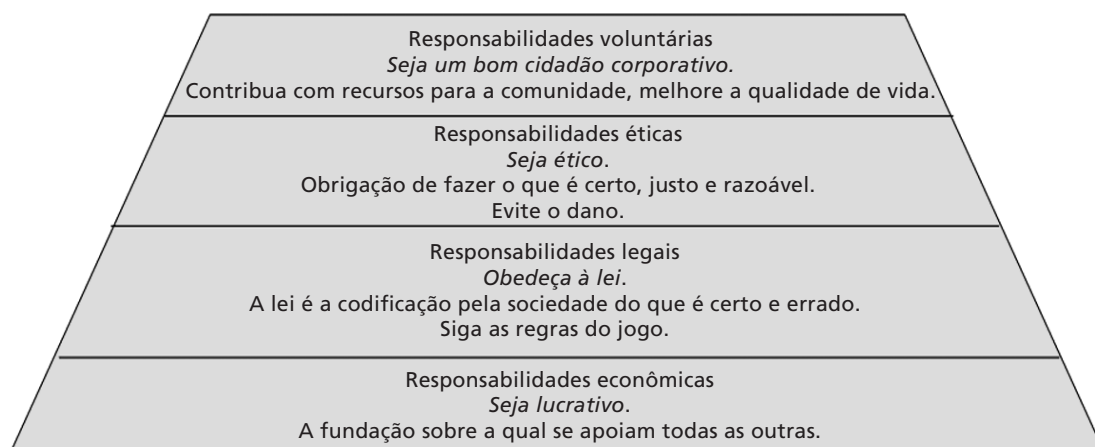 Responsabilidades voluntárias
Seja um bom cidadão corporativo.
Contribua com recursos para a comunidade, melhore a qualidade de vida.
Responsabilidades éticas
Seja ético.
Obrigação de fazer o que é certo, justo e razoável.
Evite o dano.
Responsabilidades legais
Obedeça à lei.
A lei é a codificação pela sociedade do que é certo e errado.
Siga as regras do jogo.
Responsabilidades econômicas
Seja lucrativo.
A fundação sobre a qual se apoiam todas as outras.